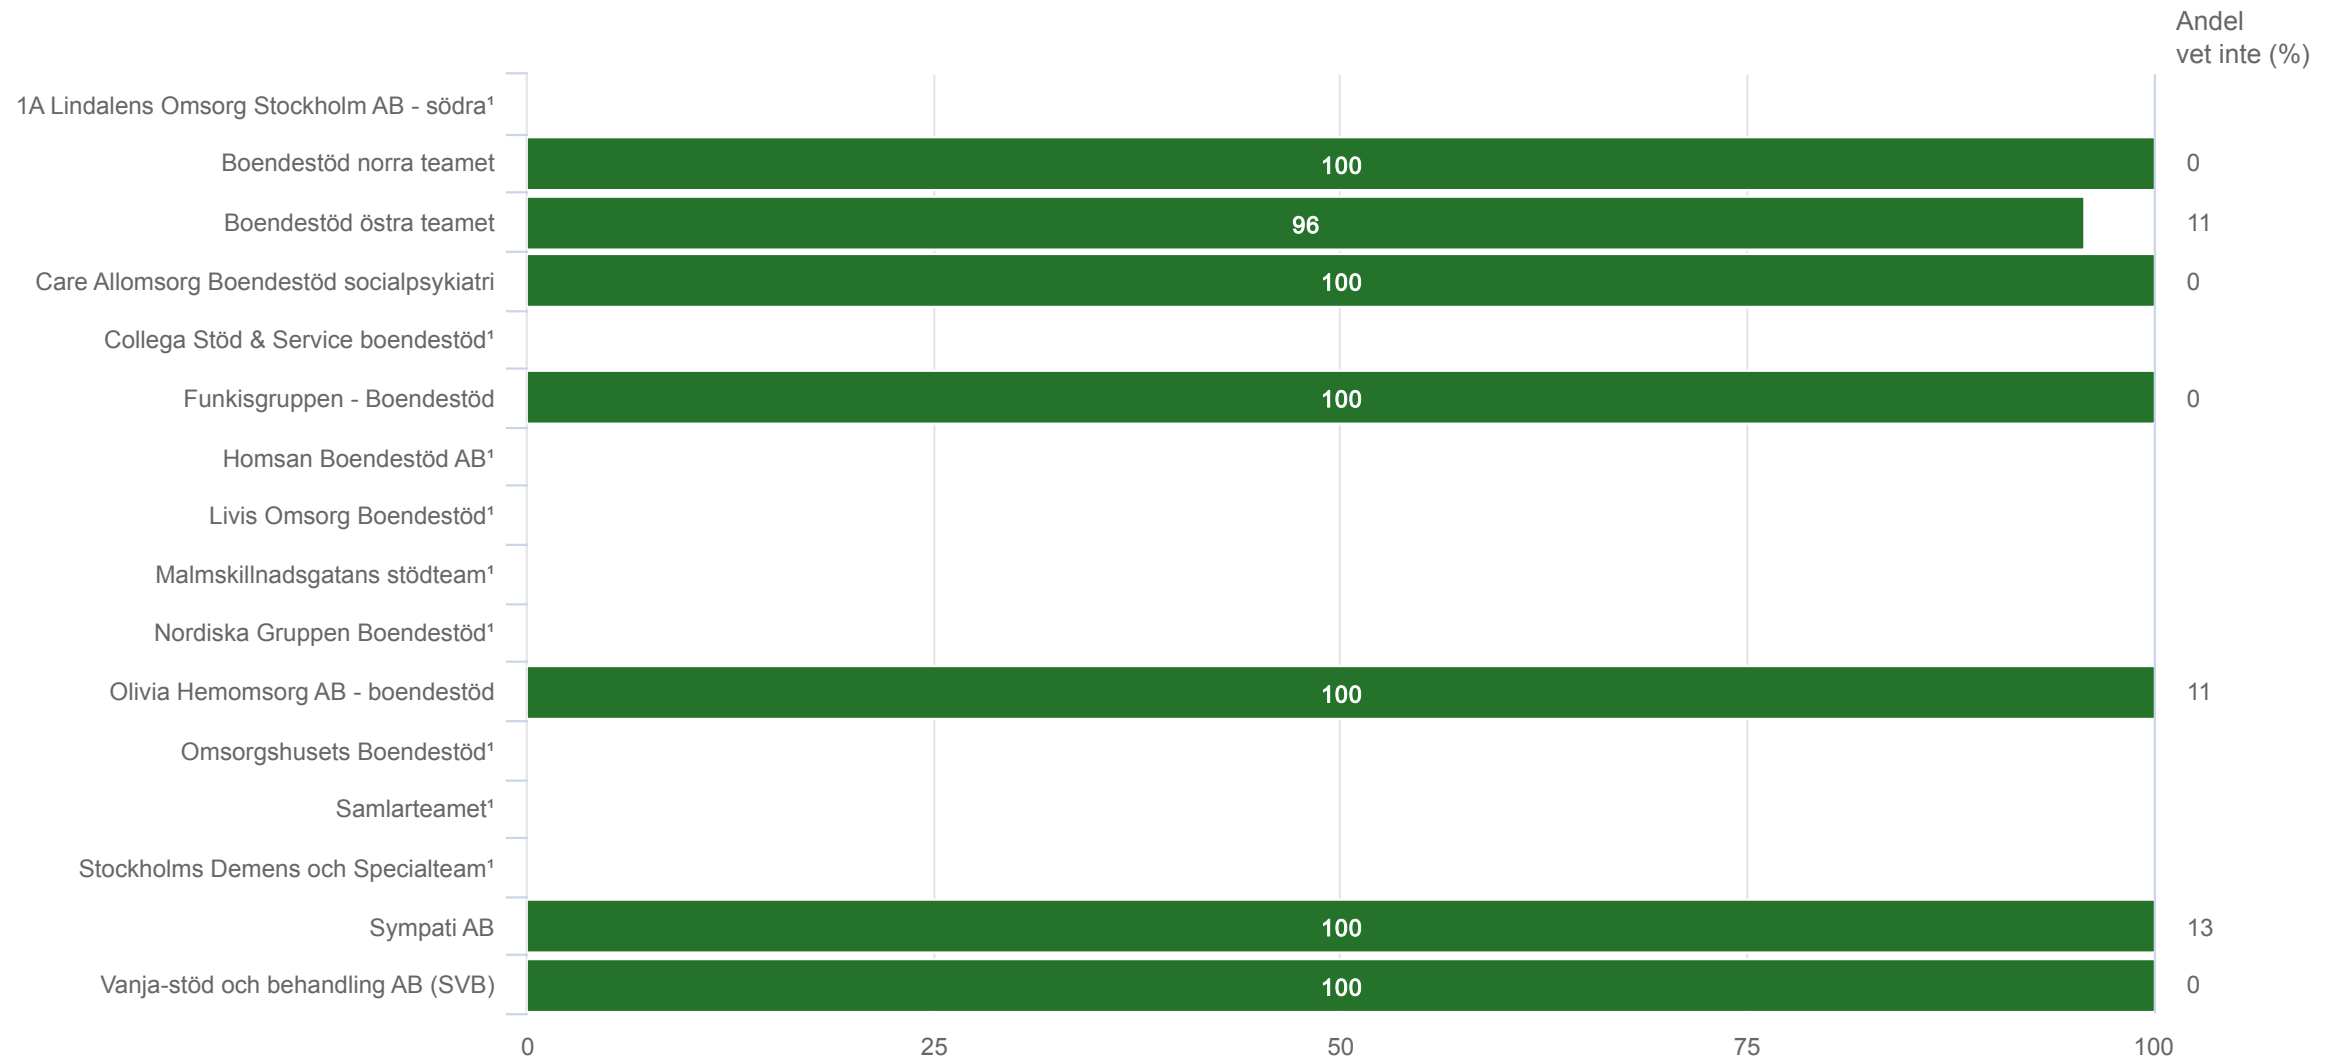 Andel
vet inte (%)
1A Lindalens Omsorg Stockholm AB - södra¹
Boendestöd norra teamet 100 0
Boendestöd östra teamet 96 11
Care Allomsorg Boendestöd socialpsykiatri 100 0
Collega Stöd & Service boendestöd¹
Funkisgruppen - Boendestöd 100 0
Homsan Boendestöd AB¹
Livis Omsorg Boendestöd¹
Malmskillnadsgatans stödteam¹
Nordiska Gruppen Boendestöd¹
Olivia Hemomsorg AB - boendestöd 100 11
Omsorgshusets Boendestöd¹
Samlarteamet¹
Stockholms Demens och Specialteam¹
Sympati AB 100 13
Vanja-stöd och behandling AB (SVB) 100 0
0 25 50 75 100